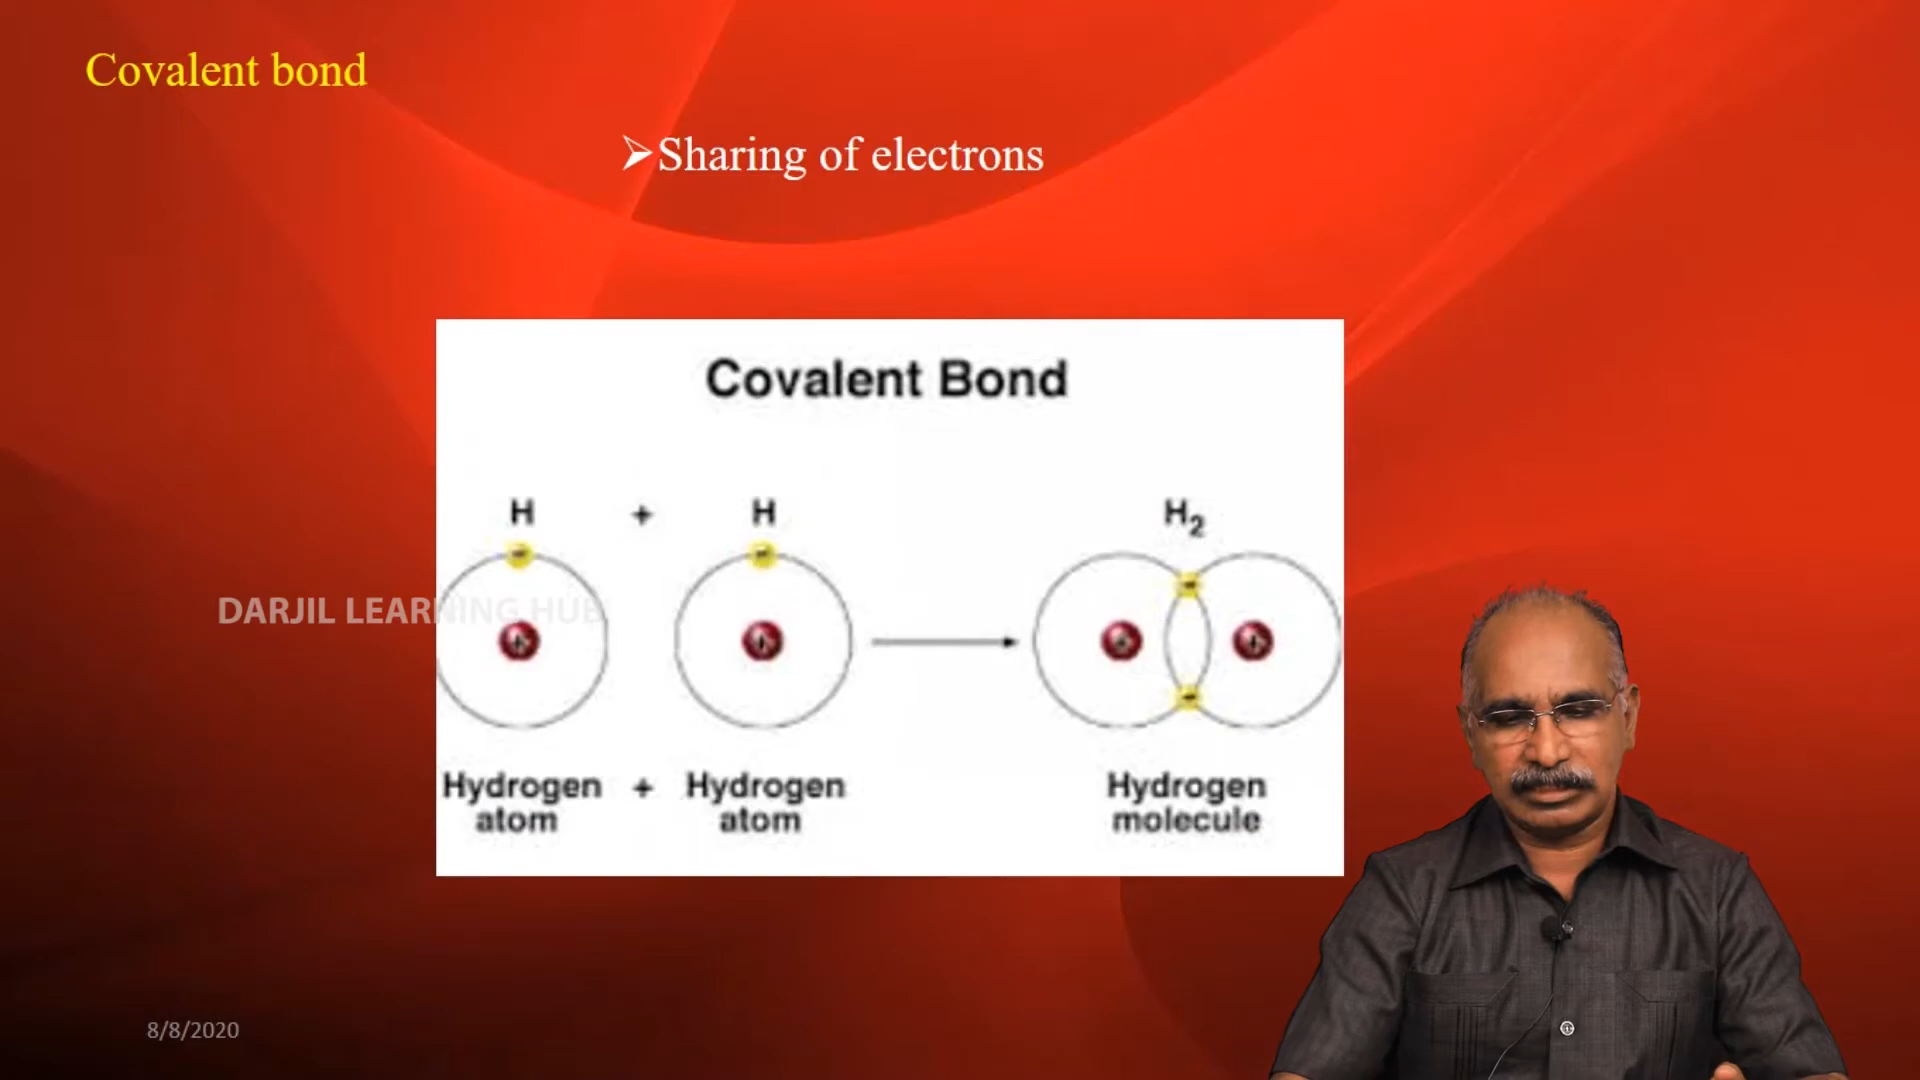 Covalent bond
➢Sharing of electrons
Covalent Bond
H + H H₂
DARJIL LEARNING HUB
Hydrogen + Hydrogen Hydrogen
atom atom molecule
8/8/2020